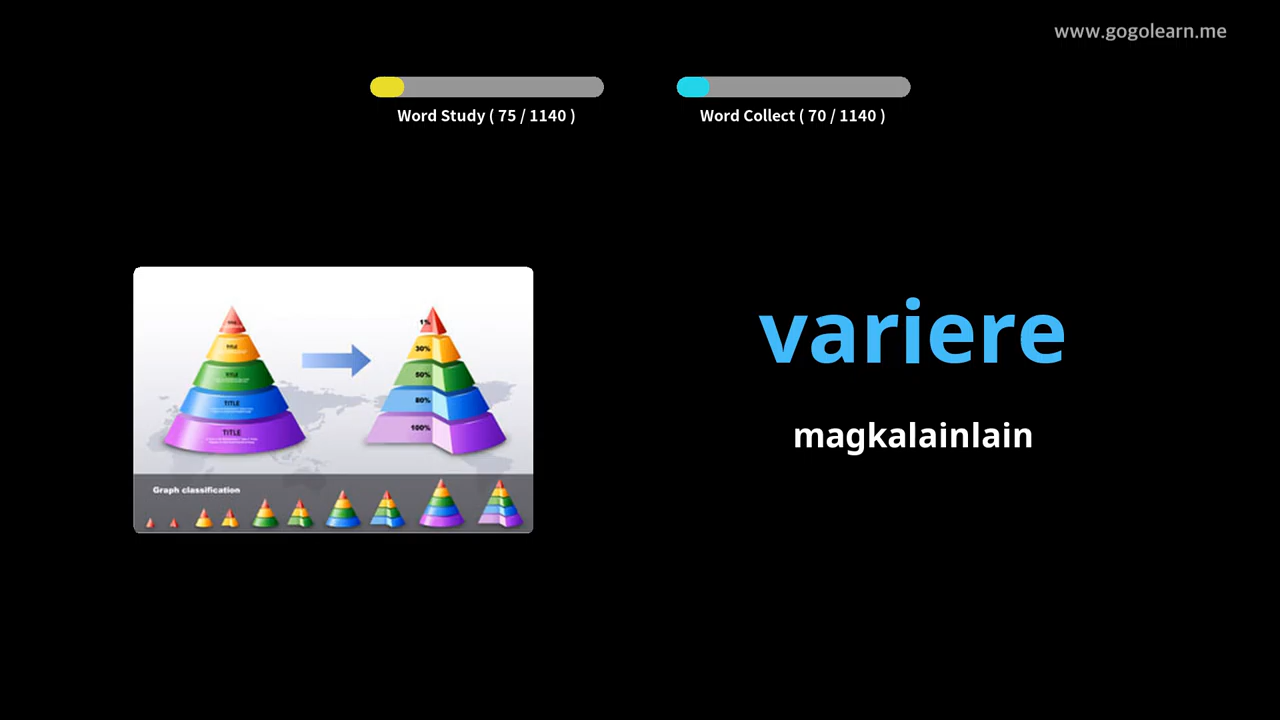 www.gogolearn.me
Word Study ( 75 / 1140 )
Word Collect ( 70 / 1140 )
variere
magkalainlain
TITLE
TITLE
TITLE
TITLE
1%
30%
50%
80%
100%
Graph classification